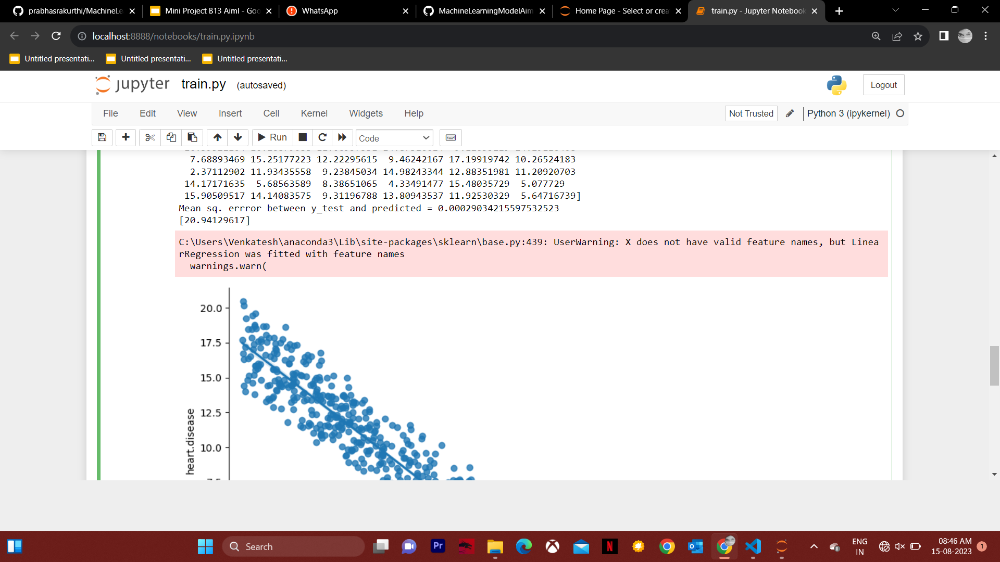 prabhasrakurthi/MachineLe
Mini Project B13 Aiml - Goo
WhatsApp
MachineLearningModelAim
Home Page - Select or crea
train.py - Jupyter Notebook
localhost:8888/notebooks/train.py.ipynb
Untitled presentati...
Untitled presentati...
Untitled presentati...
jupyter train.py (autosaved)
Logout
File Edit View Insert Cell Kernel Widgets Help
Not Trusted
Python 3 (ipykernel)
Run
Code
7.68893469 15.25177223 12.22295615 9.46242167 17.19919742 10.26524183
2.37112902 11.93435558 9.23845034 14.98243344 12.88351981 11.20920703
14.17171635 5.68563589 8.38651065 4.33491477 15.48035729 5.077729
15.90509517 14.14083575 9.31196788 13.80943537 11.92530329 5.64716739]
Mean sq. errror between y_test and predicted = 0.00029034215597532523
[20.94129617]
C:\Users\Venkatesh\anaconda3\Lib\site-packages\sklearn\base.py:439: UserWarning: X does not have valid feature names, but Linea
rRegression was fitted with feature names
warnings.warn(
20.0
17.5
15.0
12.5
10.0
7.5
heart.disease
Search
Pr
N
ENG
IN
08:46 AM
15-08-2023
1